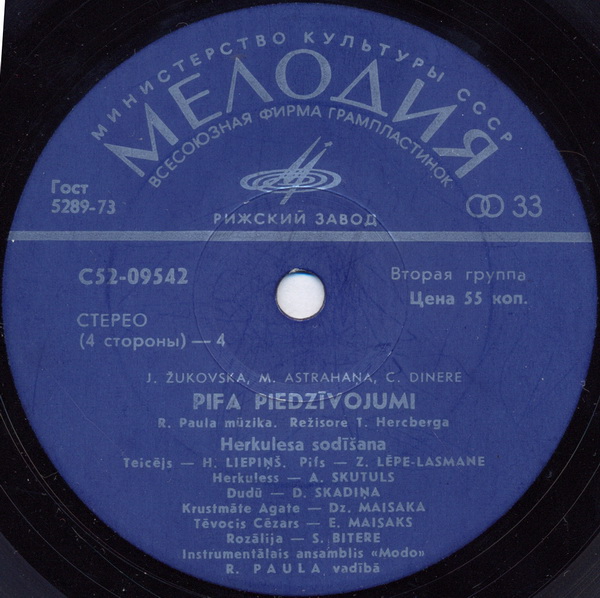 МИНИСТЕРСТВО КУЛЬТУРЫ СССР
МЕЛОДИЯ
ВСЕСОЮЗНАЯ ФИРМА ГРАМПЛАСТИНОК
Гост
5289-73
33
РИЖСКИЙ ЗАВОД
С52-09542
Вторая группа
Цена 55 коп.
СТЕРЕО
(4 стороны) — 4
J. ŽUKOVSKA, M. ASTRAHANA, C. DINERE
PIFA PIEDZĪVOJUMI
R. Paula mūzika. Režisore T. Hercberga
Herkulesa sodīšana
Teicējs — H. LIEPIŅŠ. Pifs — Z. LĒPE-LASMANE
Herkuless — A. SKUTULS
Dudū — D. SKADIŅA
Krustmāte Agate — Dz. MAISAKA
Tēvocis Cēzars — E. MAISAKS
Rozālija — S. BITERE
Instrumentālais ansamblis «Modo»
R. PAULA vadībā